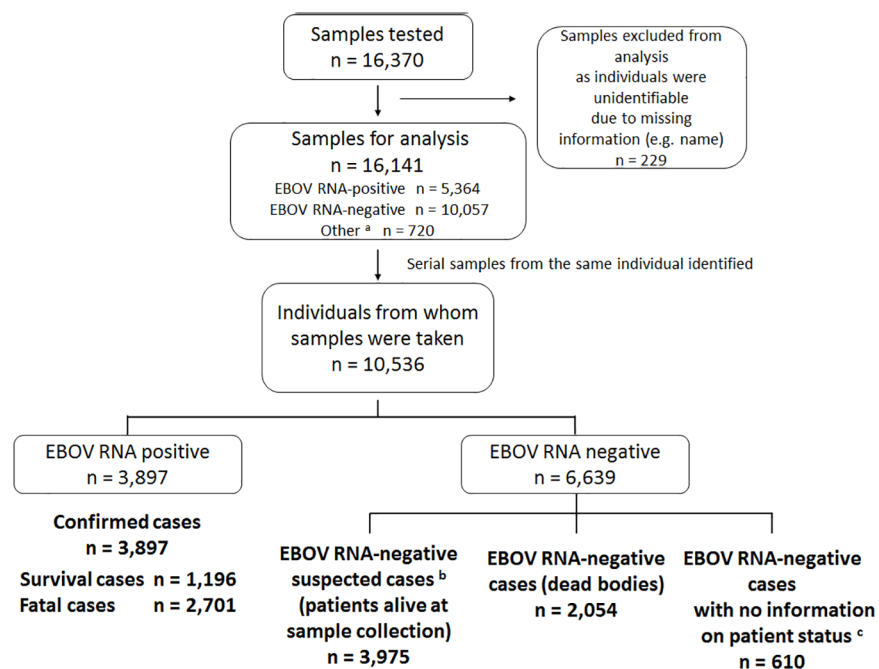 Samples tested
n = 16,370
Samples excluded from
analysis
as individuals were
unidentifiable
due to missing
information (e.g. name)
n = 229
Samples for analysis
n = 16,141
EBOV RNA-positive n = 5,364
EBOV RNA-negative n = 10,057
Other a n = 720
Serial samples from the same individual identified
Individuals from whom
samples were taken
n = 10,536
EBOV RNA positive
n = 3,897
EBOV RNA negative
n = 6,639
Confirmed cases
n = 3,897
Survival cases n = 1,196
Fatal cases n = 2,701
EBOV RNA-negative
suspected cases b
(patients alive at
sample collection)
n = 3,975
EBOV RNA-negative
cases (dead bodies)
n = 2,054
EBOV RNA-negative
cases
with no information
on patient status c
n = 610